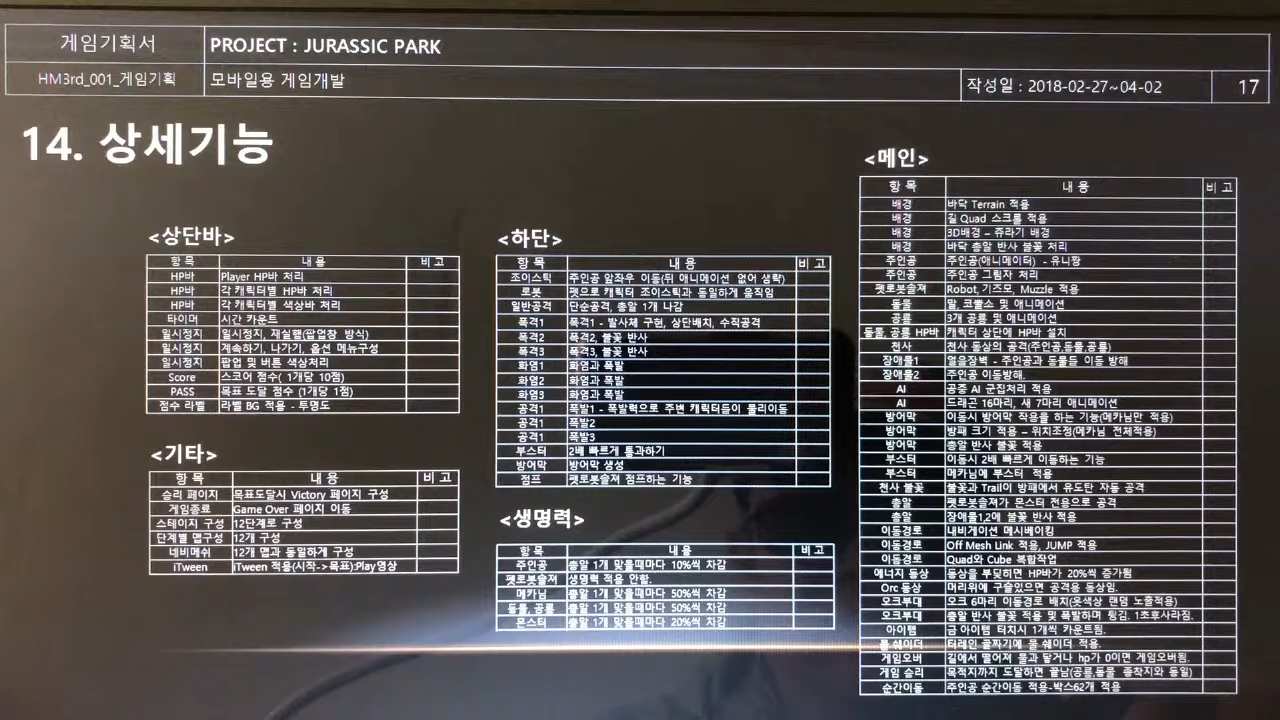 게임기획서 PROJECT : JURASSIC PARK
HM3rd_001_게임기획 모바일용 게임개발 작성일 : 2018-02-27~04-02 17
14. 상세기능
<상단바>
항 목 내 용 비 고
HP바 Player HP바 처리
HP바 각 캐릭터별 HP바 처리
HP바 각 캐릭터별 색상바 처리
타이머 시간 카운트
일시정지 일시정지, 재실행(팝업창 방식)
일시정지 계속하기, 나가기, 옵션 메뉴구성
일시정지 팝업 및 버튼 색상처리
Score 스코어 점수( 1개당 10점)
PASS 목표 도달 점수 (1개당 1점)
점수 라벨 라벨 BG 적용 - 투명도
<기타>
항 목 내 용 비 고
승리 페이지 목표도달시 Victory 페이지 구성
게임종료 Game Over 페이지 이동
스테이지 구성 12단계로 구성
단계별 맵구성 12개 구성
네비메쉬 12개 맵과 동일하게 구성
iTween iTween 적용(시작->목표):Play영상
<하단>
항 목 내 용 비 고
조이스틱 주인공 앞좌우 이동(뒤 애니메이션 없어 생략)
로봇 펫으로 캐릭터 조이스틱과 동일하게 움직임
일반공격 단순공격, 총알 1개 나감
폭격1 폭격1 - 발사체 구현, 상단배치, 수직공격
폭격2 폭격2, 불꽃 반사
폭격3 폭격3, 불꽃 반사
화염1 화염과 폭발
화염2 화염과 폭발
화염3 화염과 폭발
공격1 폭발1 - 폭발력으로 주변 캐릭터들이 물리이동
공격1 폭발2
공격1 폭발3
부스터 2배 빠르게 통과하기
방어막 방어막 생성
점프 펫로봇슬져 점프하는 기능
<생명력>
항 목 내 용 비 고
주인공 총알 1개 맞을때마다 10%씩 차감
펫로봇슬져 생명력 적용 안함.
메카님 총알 1개 맞을때마다 50%씩 차감
동물, 공룡 총알 1개 맞을때마다 50%씩 차감
몬스터 총알 1개 맞을때마다 20%씩 차감
<메인>
항 목 내 용 비 고
배경 바닥 Terrain 적용
배경 길 Quad 스크롤 적용
배경 3D배경 – 쥬라기 배경
배경 바닥 총알 반사 불꽃 처리
주인공 주인공(애니메이터) - 유니짱
주인공 주인공 그림자 처리
펫로봇슬져 Robot,기즈모, Muzzle 적용
동물 말, 코뿔소 및 애니메이션
공룡 3개 공룡 및 애니메이션
동물, 공룡 HP바 캐릭터 상단에 HP바 설치
천사 천사 동상의 공격(주인공,동물,공룡)
장애물1 얼음장벽 - 주인공과 동물들 이동 방해
장애물2 주인공 이동방해.
AI 공중 AI 군집처리 적용
AI 드래곤 16마리, 새 7마리 애니메이션
방어막 이동시 방어막 작용을 하는 기능(메카님만 적용)
방어막 방패 크기 적용 – 위치조정(메카님 전체적용)
방어막 총알 반사 불꽃 적용
부스터 이동시 2배 빠르게 이동하는 기능
부스터 메카님에 부스터 적용
천사 불꽃 불꽃과 Trail이 방패에서 유도탄 자동 공격
총알 펫로봇슬져가 몬스터 전용으로 공격
총알 장애물1,2에 불꽃 반사 적용
이동경로 내비게이션 메시베이킹
이동경로 Off Mesh Link 적용, JUMP 적용
이동경로 Quad와 Cube 복합작업
에너지 동상 동상을 부딪히면 HP바가 20%씩 증가됨
Orc 동상 머리위에 구슬있으면 공격용 동상임.
오크부대 오크 6마리 이동경로 배치(옷색상 랜덤 노출적용)
오크부대 총알 반사 불꽃 적용 및 폭발하며 튕김. 1초후사라짐.
아이템 금 아이템 터치시 1개씩 카운트됨.
물 쉐이더 터레인 골짜기에 물 쉐이더 적용.
게임오버 길에서 떨어져 물과 닿거나 hp가 0이면 게임오버됨.
게임 승리 목적지까지 도달하면 끝남(공룡,동물 종착지와 동일)
순간이동 주인공 순간이동 적용-박스62개 적용